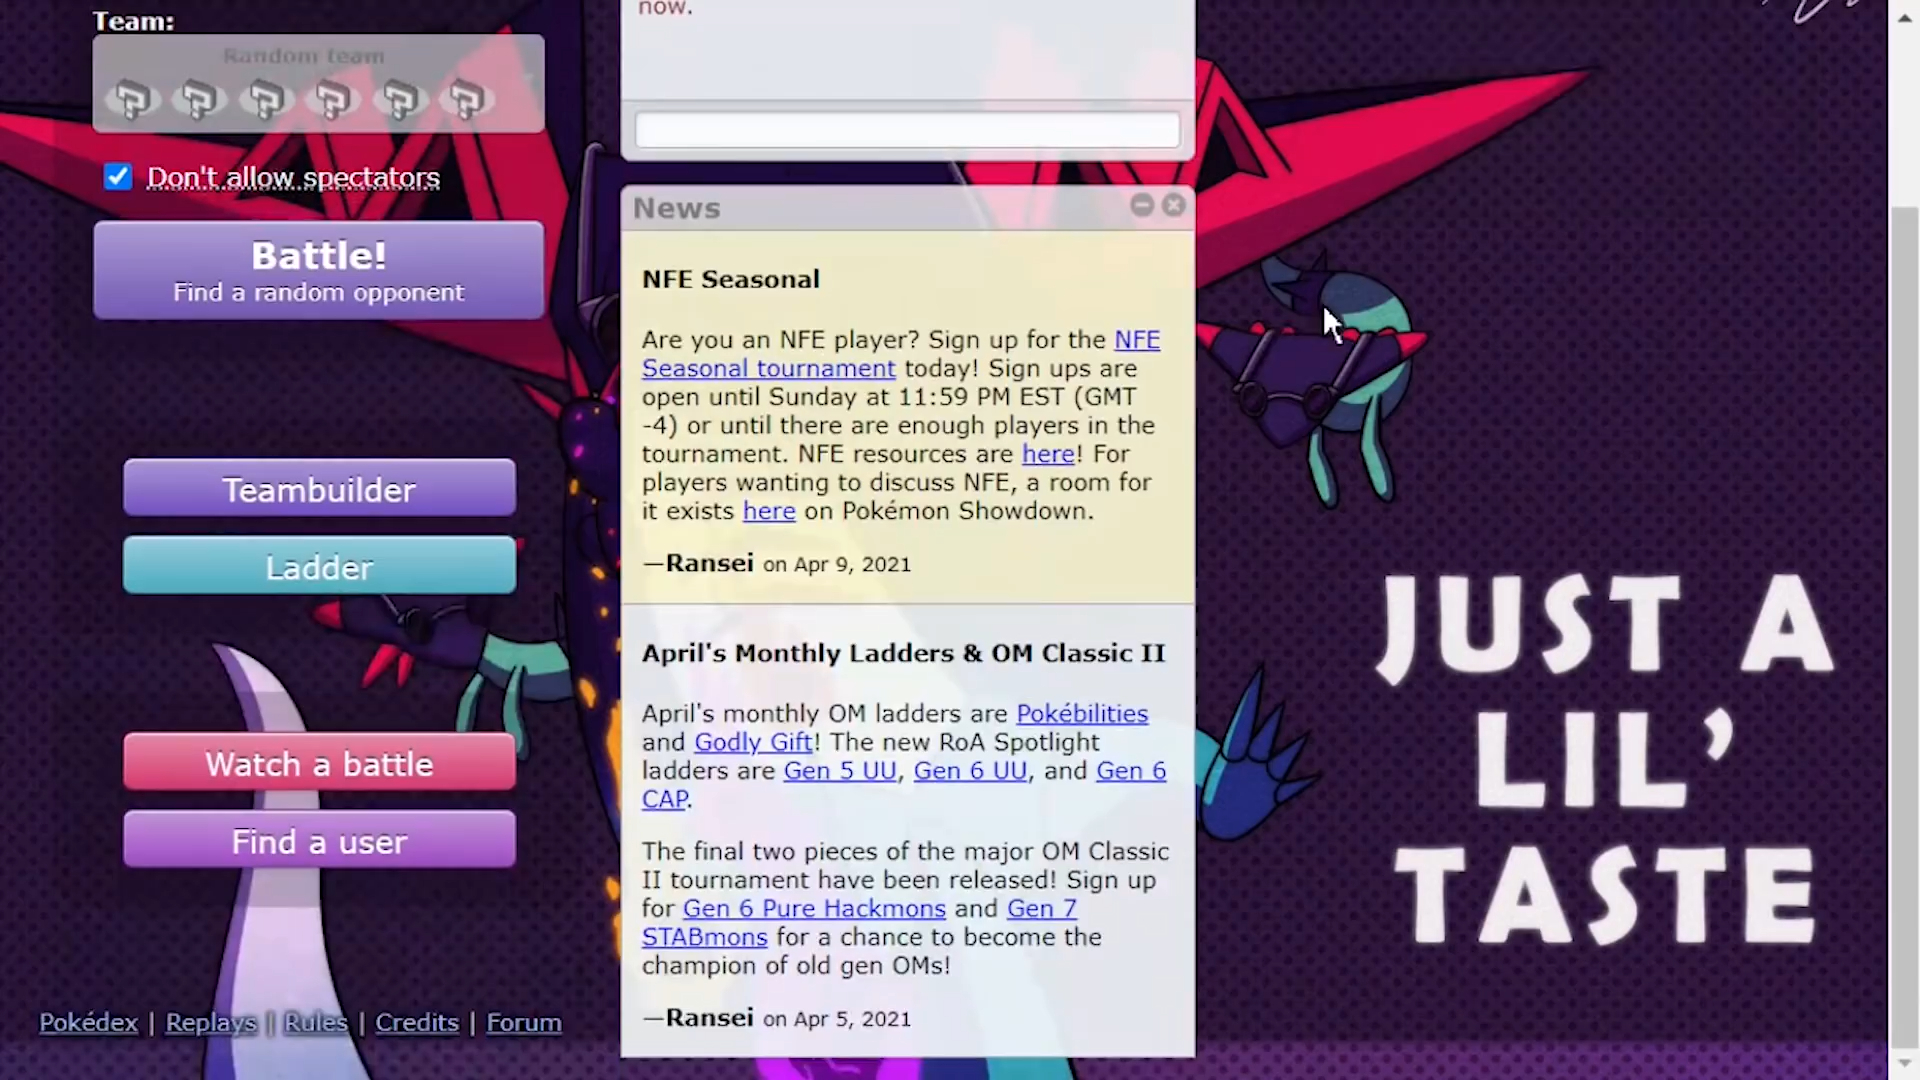 Team:
Random team
Don't allow spectators
Battle!
Find a random opponent
Teambuilder
Ladder
Watch a battle
Find a user
Pokédex | Replays | Rules | Credits | Forum
now.
News
NFE Seasonal
Are you an NFE player? Sign up for the NFE
Seasonal tournament today! Sign ups are
open until Sunday at 11:59 PM EST (GMT
-4) or until there are enough players in the
tournament. NFE resources are here! For
players wanting to discuss NFE, a room for
it exists here on Pokémon Showdown.
—Ransei on Apr 9, 2021
April's Monthly Ladders & OM Classic II
April's monthly OM ladders are Pokébilities
and Godly Gift! The new RoA Spotlight
ladders are Gen 5 UU, Gen 6 UU, and Gen 6
CAP.
The final two pieces of the major OM Classic
II tournament have been released! Sign up
for Gen 6 Pure Hackmons and Gen 7
STABmons for a chance to become the
champion of old gen OMs!
—Ransei on Apr 5, 2021
JUST A
LIL’
TASTE